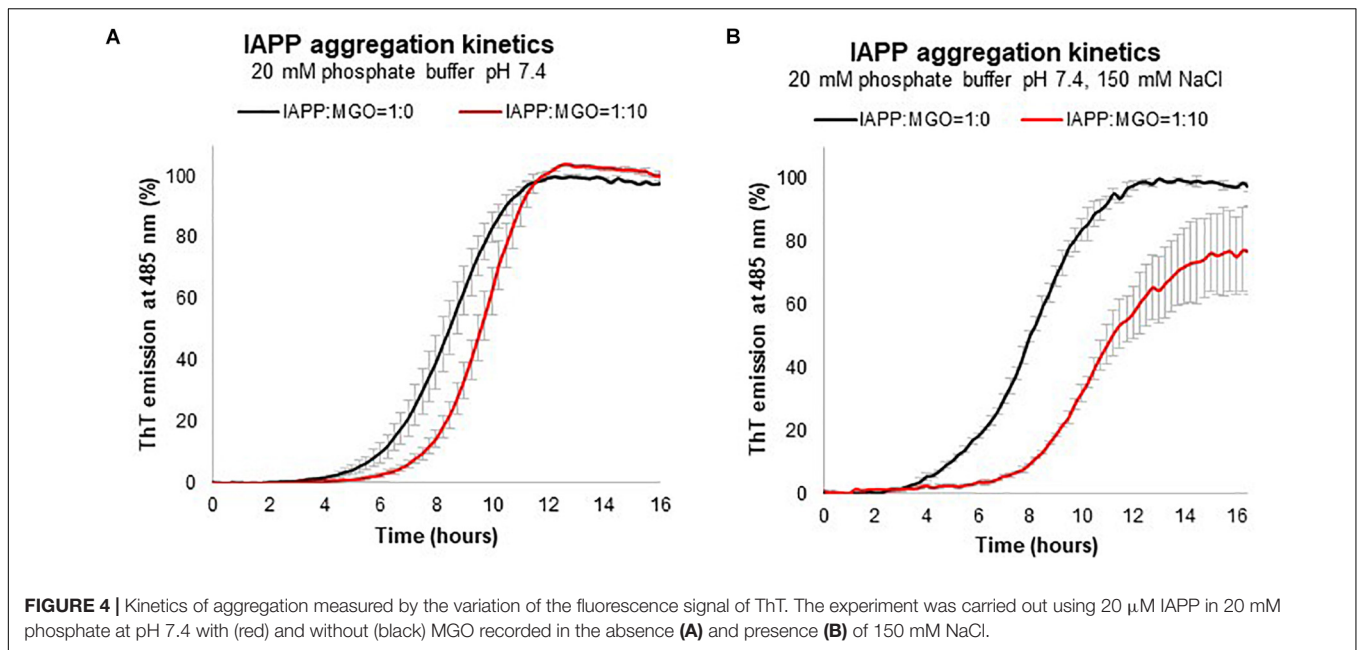 A
IAPP aggregation kinetics
20 mM phosphate buffer pH 7.4
IAPP:MGO=1:0 IAPP:MGO=1:10
ThT emission at 485 nm (%)
100
80
60
40
20
0
0 2 4 6 8 10 12 14 16
Time (hours)
B
IAPP aggregation kinetics
20 mM phosphate buffer pH 7.4, 150 mM NaCl
IAPP:MGO=1:0 IAPP:MGO=1:10
ThT emission at 485 nm (%)
100
80
60
40
20
0
0 2 4 6 8 10 12 14 16
Time (hours)
FIGURE 4 | Kinetics of aggregation measured by the variation of the fluorescence signal of ThT. The experiment was carried out using 20 μM IAPP in 20 mM
phosphate at pH 7.4 with (red) and without (black) MGO recorded in the absence (A) and presence (B) of 150 mM NaCl.